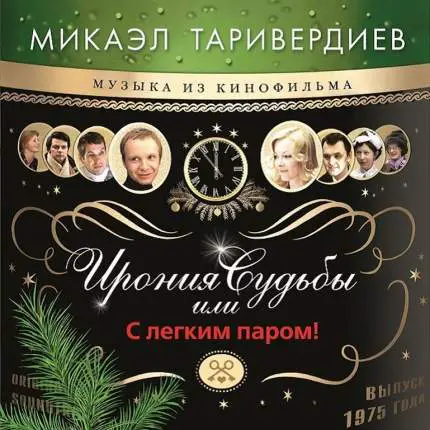 МИКАЭЛ ТАРИВЕРДИЕВ
МУЗЫКА ИЗ КИНОФИЛЬМА
Ирония Судьбы
или
С легким паром!
ВЫПУСК
1975 ГОДА